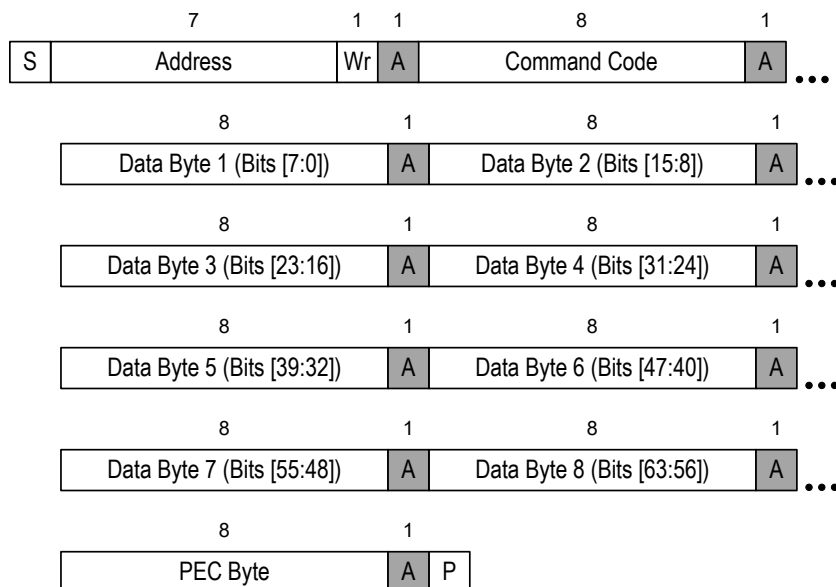 7 1 1 8 1
S Address Wr A Command Code A ...
8 1 8 1
Data Byte 1 (Bits [7:0]) A Data Byte 2 (Bits [15:8]) A ...
8 1 8 1
Data Byte 3 (Bits [23:16]) A Data Byte 4 (Bits [31:24]) A ...
8 1 8 1
Data Byte 5 (Bits [39:32]) A Data Byte 6 (Bits [47:40]) A ...
8 1 8 1
Data Byte 7 (Bits [55:48]) A Data Byte 8 (Bits [63:56]) A ...
8 1
PEC Byte A P